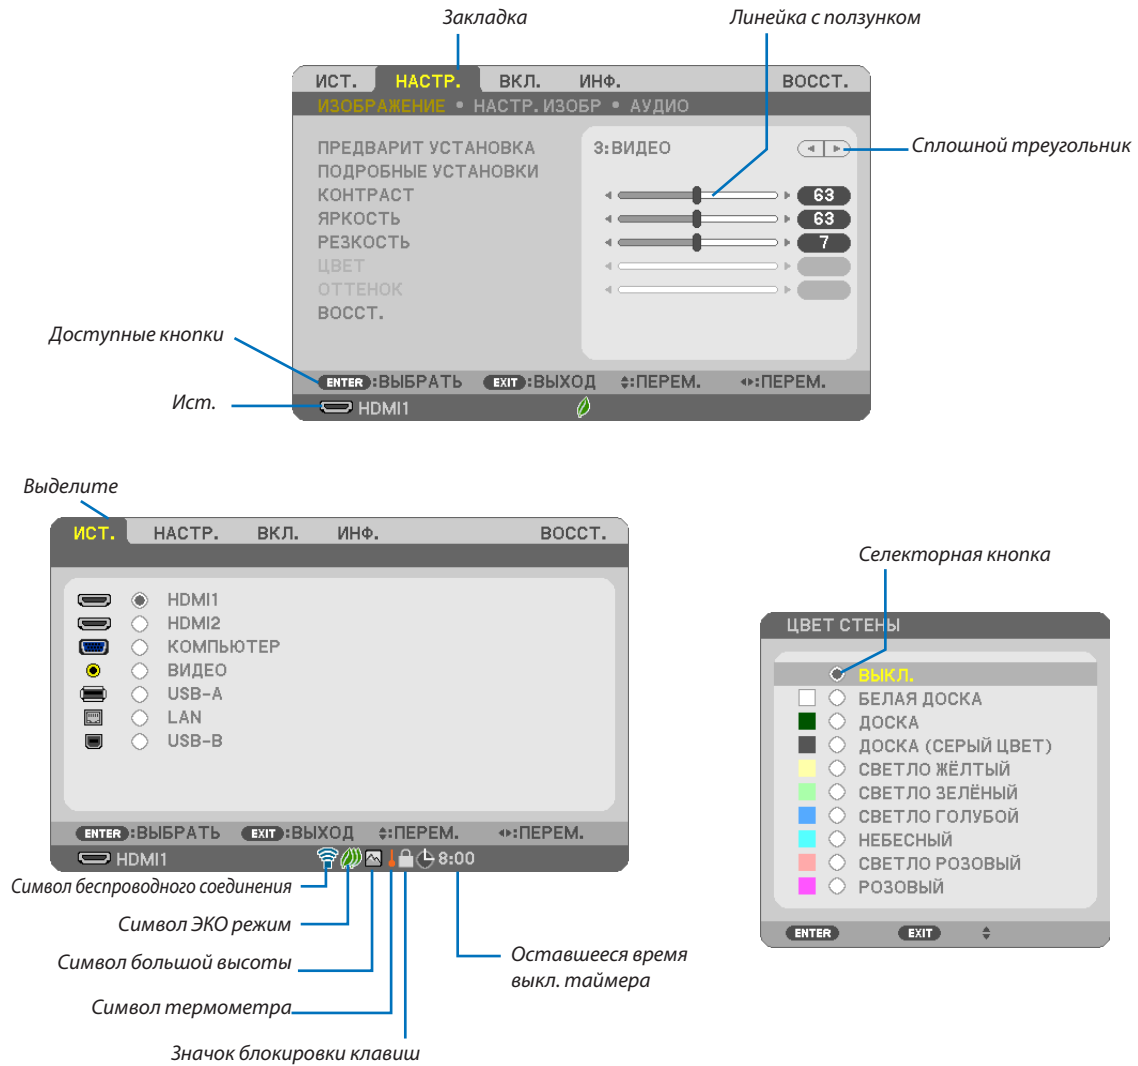 Закладка
Линейка с ползунком
ИСТ. НАСТР. ВКЛ. ИНФ. ВОССТ.
ИЗОБРАЖЕНИЕ • НАСТР. ИЗОБР • АУДИО
ПРЕДВАРИТ УСТАНОВКА 3:ВИДЕО
Сплошной треугольник
ПОДРОБНЫЕ УСТАНОВКИ
КОНТРАСТ 63
ЯРКОСТЬ 63
РЕЗКОСТЬ 7
ЦВЕТ
ОТТЕНОК
ВОССТ.
Доступные кнопки
ENTER :ВЫБРАТЬ EXIT :ВЫХОД :ПЕРЕМ. :ПЕРЕМ.
Ист.
HDMI1
Выделите
ИСТ. НАСТР. ВКЛ. ИНФ. ВОССТ.
HDMI1
HDMI2
КОМПЬЮТЕР
ВИДЕО
USB-A
LAN
USB-B
ENTER :ВЫБРАТЬ EXIT :ВЫХОД :ПЕРЕМ. :ПЕРЕМ.
HDMI1 8:00
Символ беспроводного соединения
Символ ЭКО режим
Символ большой высоты
Символ термометра
Значок блокировки клавиш
Оставшееся время
выкл. таймера
Селекторная кнопка
ЦВЕТ СТЕНЫ
ВЫКЛ.
БЕЛАЯ ДОСКА
ДОСКА
ДОСКА (СЕРЫЙ ЦВЕТ)
СВЕТЛО ЖЁЛТЫЙ
СВЕТЛО ЗЕЛЁНЫЙ
СВЕТЛО ГОЛУБОЙ
НЕБЕСНЫЙ
СВЕТЛО РОЗОВЫЙ
РОЗОВЫЙ
ENTER EXIT